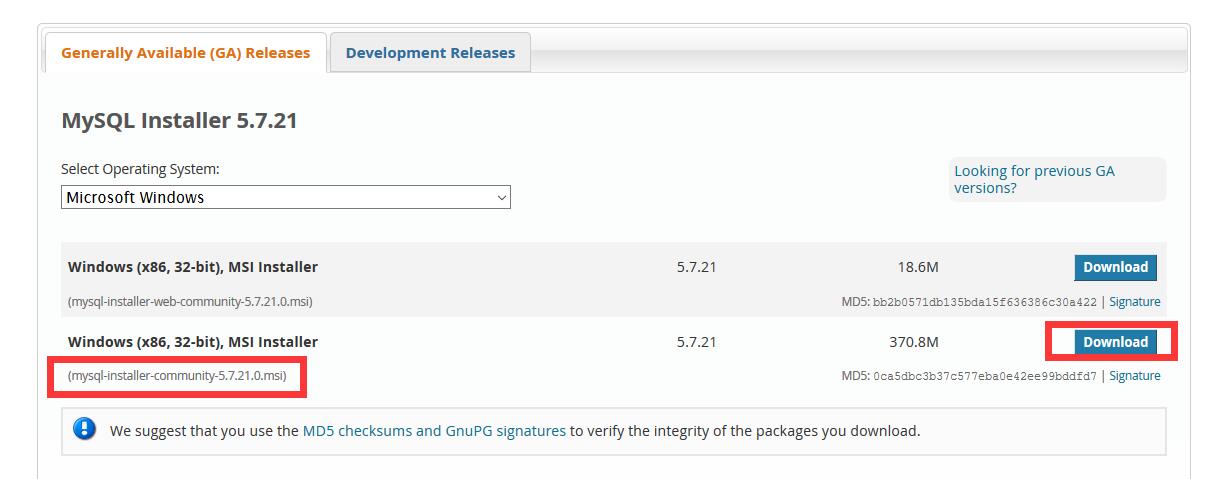 Generally Available (GA) Releases
Development Releases
MySQL Installer 5.7.21
Select Operating System:
Looking for previous GA
versions?
Microsoft Windows
Windows (x86, 32-bit), MSI Installer 5.7.21 18.6M Download
(mysql-installer-web-community-5.7.21.0.msi) MD5: bb2b0571db135bda15f636386c30a422 | Signature
Windows (x86, 32-bit), MSI Installer 5.7.21 370.8M Download
(mysql-installer-community-5.7.21.0.msi) MD5: 0ca5dbc3b37c577eba0e42ee99bddfd7 | Signature
We suggest that you use the MD5 checksums and GnuPG signatures to verify the integrity of the packages you download.